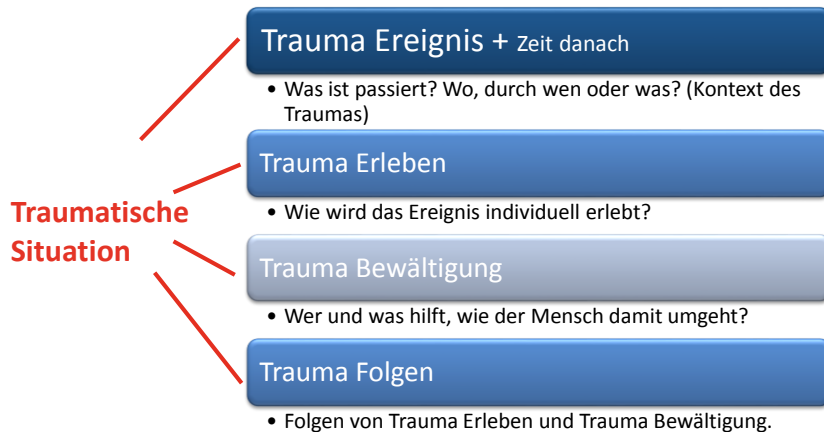 Trauma Ereignis + Zeit danach
• Was ist passiert? Wo, durch wen oder was? (Kontext des
Traumas)
Trauma Erleben
• Wie wird das Ereignis individuell erlebt?
Traumatische
Situation
Trauma Bewältigung
• Wer und was hilft, wie der Mensch damit umgeht?
Trauma Folgen
• Folgen von Trauma Erleben und Trauma Bewältigung.